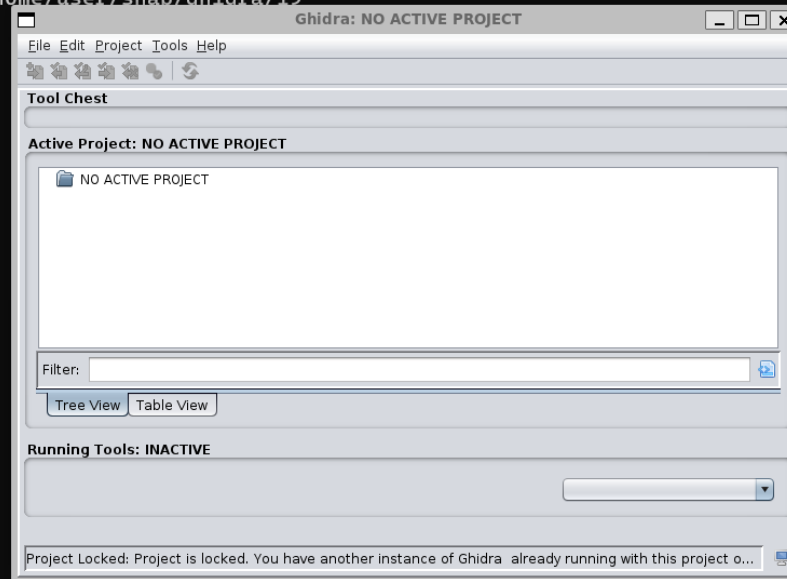 Ghidra: NO ACTIVE PROJECT
File Edit Project Tools Help
Tool Chest
Active Project: NO ACTIVE PROJECT
NO ACTIVE PROJECT
Filter:
Tree View Table View
Running Tools: INACTIVE
Project Locked: Project is locked. You have another instance of Ghidra already running with this project o...